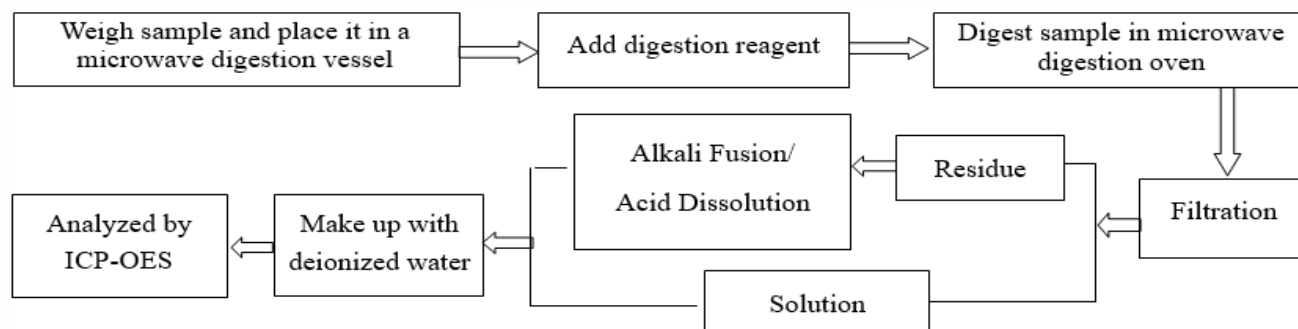 Weigh sample and place it in a
microwave digestion vessel
Add digestion reagent
Digest sample in microwave
digestion oven
Filtration
Residue
Alkali Fusion/
Acid Dissolution
Solution
Make up with
deionized water
Analyzed by
ICP-OES